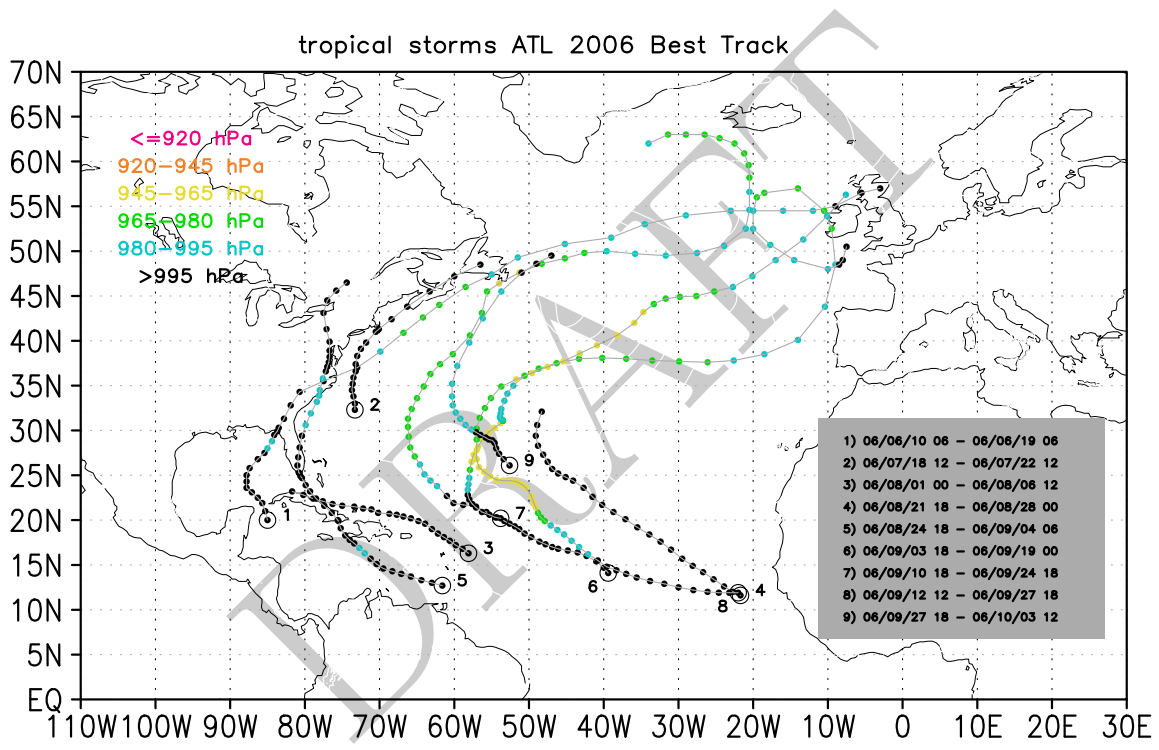 tropical storms ATL 2006 Best Track
70N
65N
60N
55N
50N
45N
40N
35N
30N
25N
20N
15N
10N
5N
EQ
<=920 hPa
920-945 hPa
945-965 hPa
965-980 hPa
980-995 hPa
>995 hPa
DRAFT
1
2
3
4
5
6
7
8
9
1) 06/06/10 06 - 06/06/19 06
2) 06/07/18 12 - 06/07/22 12
3) 06/08/01 00 - 06/08/06 12
4) 06/08/21 18 - 06/08/28 00
5) 06/08/24 18 - 06/09/04 06
6) 06/09/03 18 - 06/09/19 00
7) 06/09/10 18 - 06/09/24 18
8) 06/09/12 12 - 06/09/27 18
9) 06/09/27 18 - 06/10/03 12
110W 100W 90W 80W 70W 60W 50W 40W 30W 20W 10W 0 10E 20E 30E